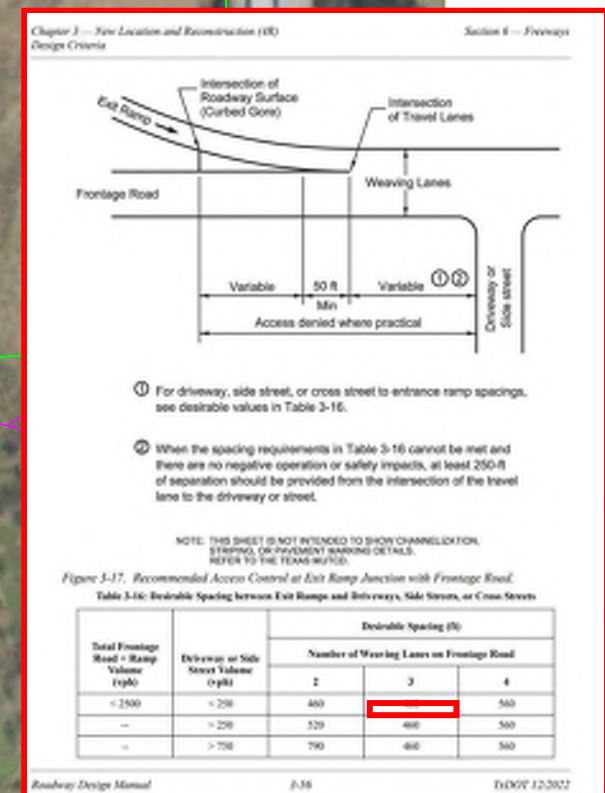 Chapter 3 — New Location and Reconstruction (4R)
Design Criteria
Section 6 — Freeways
Intersection of
Roadway Surface
(Curbed Gore)
Exit Ramp
Intersection
of Travel Lanes
Weaving Lanes
Frontage Road
Variable
50 ft
Min
Variable ① ②
Access denied where practical
Driveway or
Side street
① For driveway, side street, or cross street to entrance ramp spacings,
see desirable values in Table 3-16.
② When the spacing requirements in Table 3-16 cannot be met and
there are no negative operation or safety impacts, at least 250-ft
of separation should be provided from the intersection of the travel
lane to the driveway or street.
NOTE: THIS SHEET IS NOT INTENDED TO SHOW CHANNELIZATION,
STRIPING, OR PAVEMENT MARKING DETAILS.
REFER TO THE TEXAS MUTCD.
Figure 3-17. Recommended Access Control at Exit Ramp Junction with Frontage Road.
Table 3-16: Desirable Spacing between Exit Ramps and Driveways, Side Streets, or Cross Streets
Total Frontage
Road + Ramp
Volume
(vph)
Driveway or Side
Street Volume
(vph)
Desirable Spacing (ft)
Number of Weaving Lanes on Frontage Road
2 3 4
< 2500 < 250 460 560
-- > 250 520 460 560
-- > 750 790 460 560
Roadway Design Manual 3-56 TxDOT 12/2022